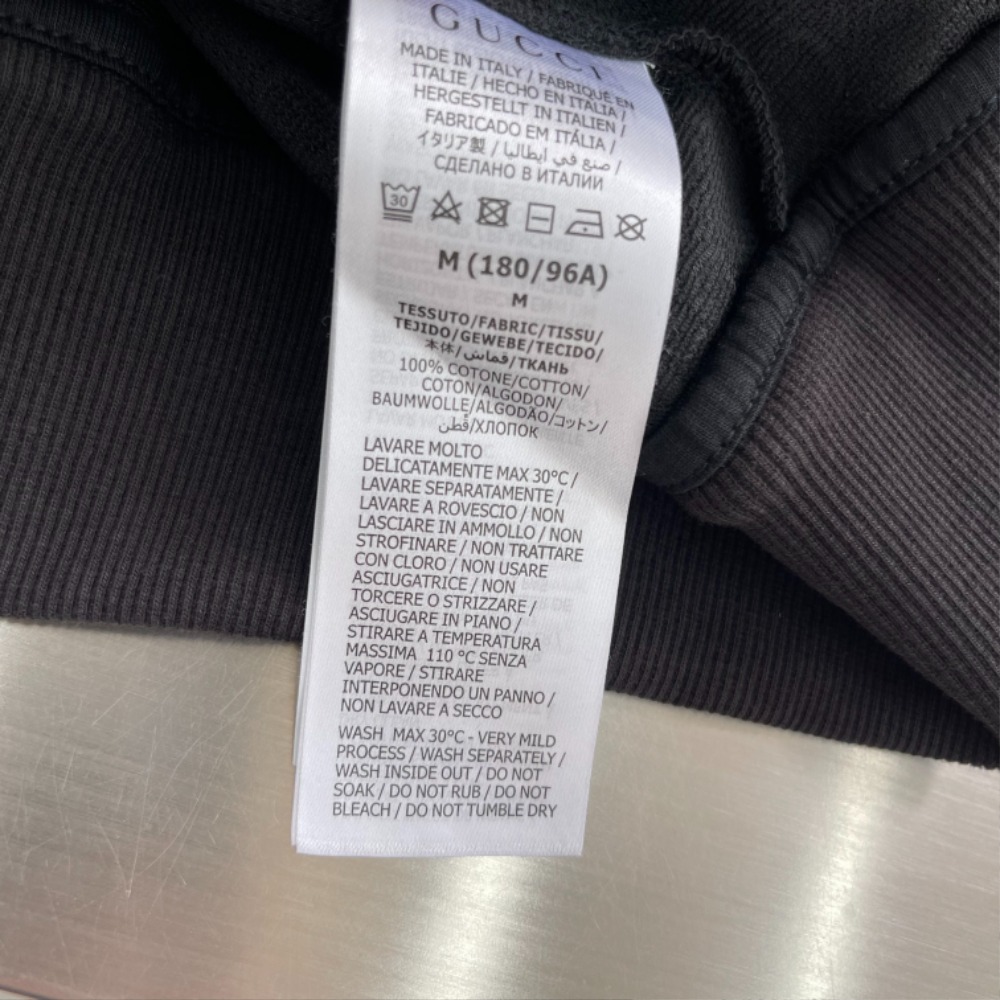 GUCCI
MADE IN ITALY / FABRIQUÉ EN
ITALIE / HECHO EN ITALIA /
HERGESTELLT IN ITALIEN /
FABRICADO EM ITÁLIA /
イタリア製 / صنع في ايطاليا /
СДЕЛАНО В ИТАЛИИ
30
M (180/96A)
M
TESSUTO/FABRIC/TISSU/
TEJIDO/GEWEBE/TECIDO/
本体/قماش/ТКАНЬ
100% COTONE/COTTON/
COTON/ALGODON/
BAUMWOLLE/ALGODÃO/コットン/
قُطن/ХЛОПОК
LAVARE MOLTO
DELICATAMENTE MAX 30°C /
LAVARE SEPARATAMENTE /
LAVARE A ROVESCIO / NON
LASCIARE IN AMMOLLO / NON
STROFINARE / NON TRATTARE
CON CLORO / NON USARE
ASCIUGATRICE / NON
TORCERE O STRIZZARE /
ASCIUGARE IN PIANO /
STIRARE A TEMPERATURA
MASSIMA 110 °C SENZA
VAPORE / STIRARE
INTERPONENDO UN PANNO /
NON LAVARE A SECCO
WASH MAX 30°C - VERY MILD
PROCESS / WASH SEPARATELY /
WASH INSIDE OUT / DO NOT
SOAK / DO NOT RUB / DO NOT
BLEACH / DO NOT TUMBLE DRY